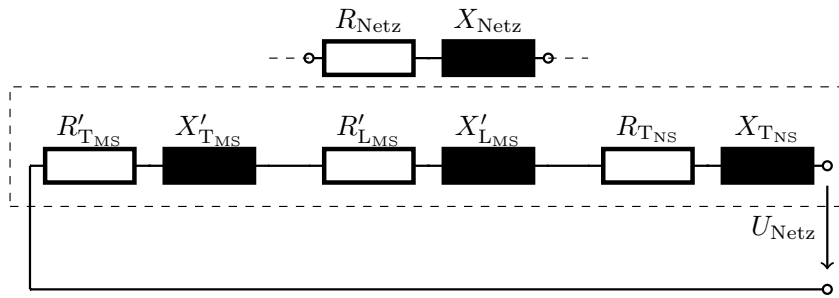 R_Netz X_Netz
R′_T_MS X′_T_MS R′_L_MS X′_L_MS R_T_NS X_T_NS
U_Netz